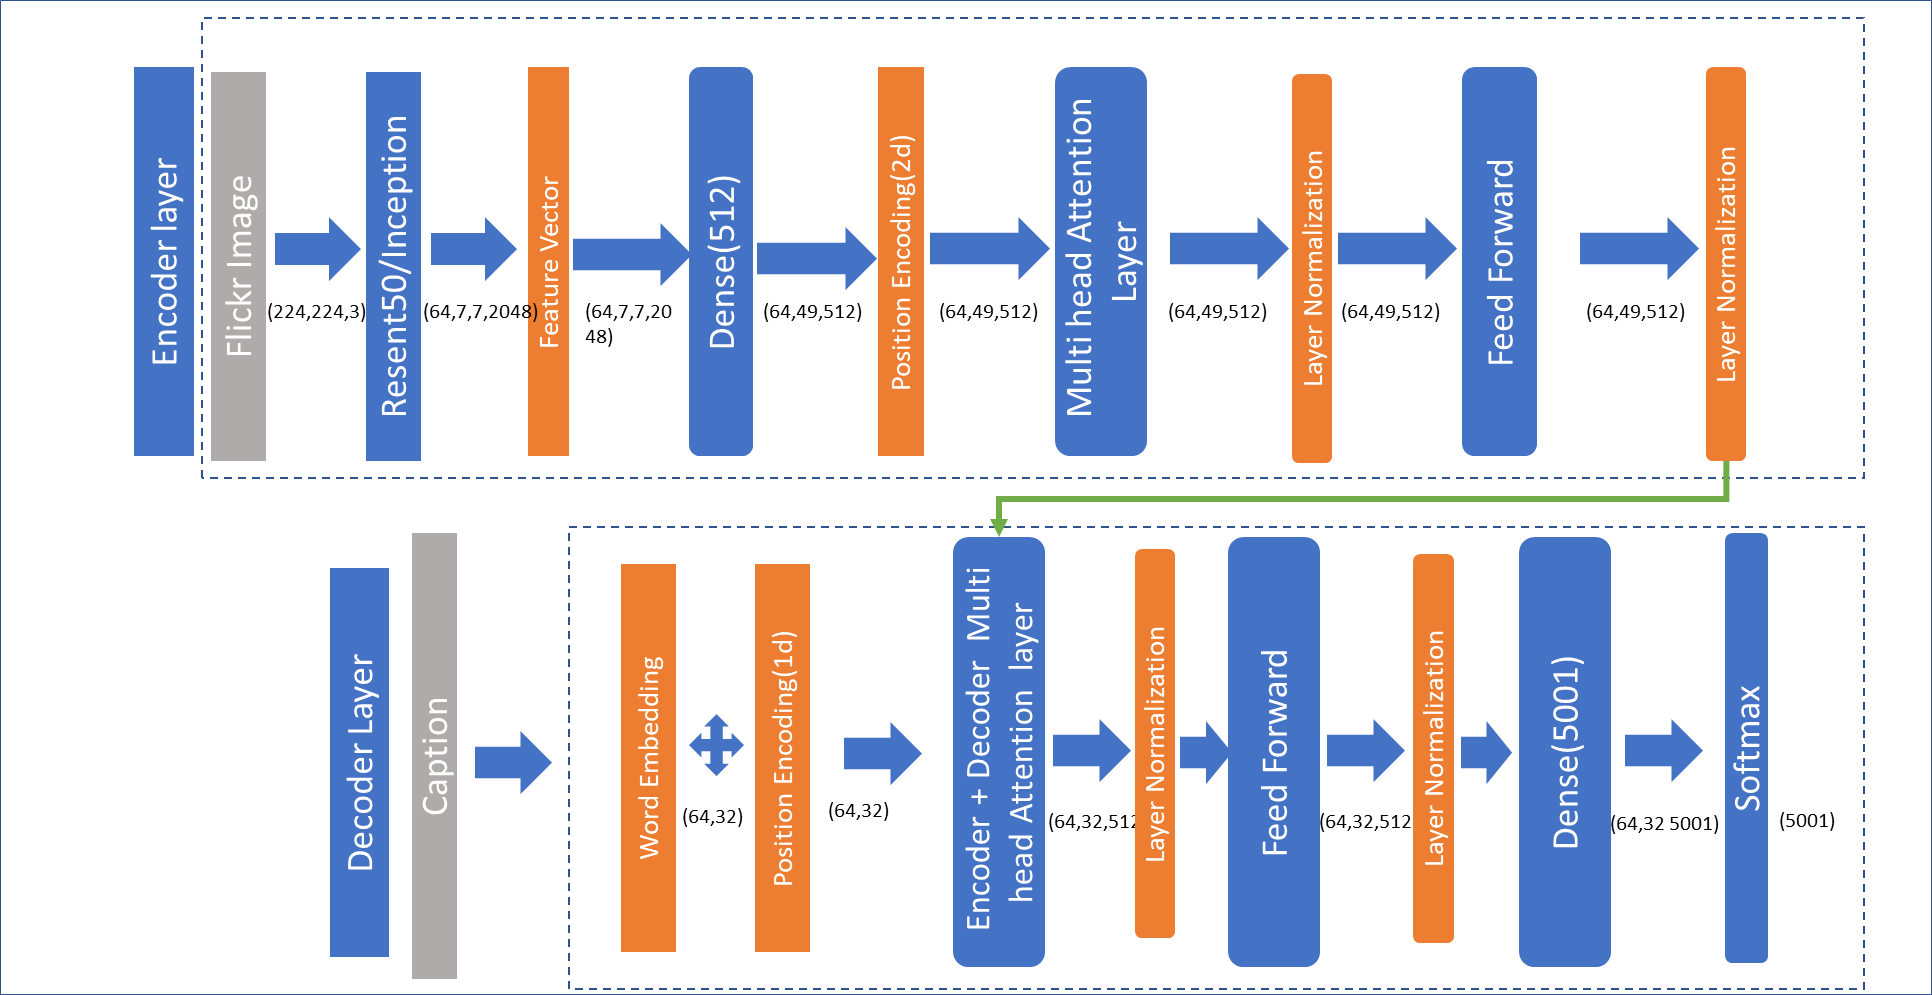 Encoder layer
Flickr Image
(224,224,3)
Resent50/Inception
(64,7,7,2048)
Feature Vector
(64,7,7,20
48)
Dense(512)
(64,49,512)
Position Encoding(2d)
(64,49,512)
Multi head Attention
Layer
(64,49,512)
Layer Normalization
(64,49,512)
Feed Forward
(64,49,512)
Layer Normalization
Decoder Layer
Caption
Word Embedding
(64,32)
Position Encoding(1d)
(64,32)
Encoder + Decoder Multi
head Attention layer
(64,32,512
Layer Normalization
Feed Forward
(64,32,512
Layer Normalization
Dense(5001)
(64,32 5001)
Softmax
(5001)